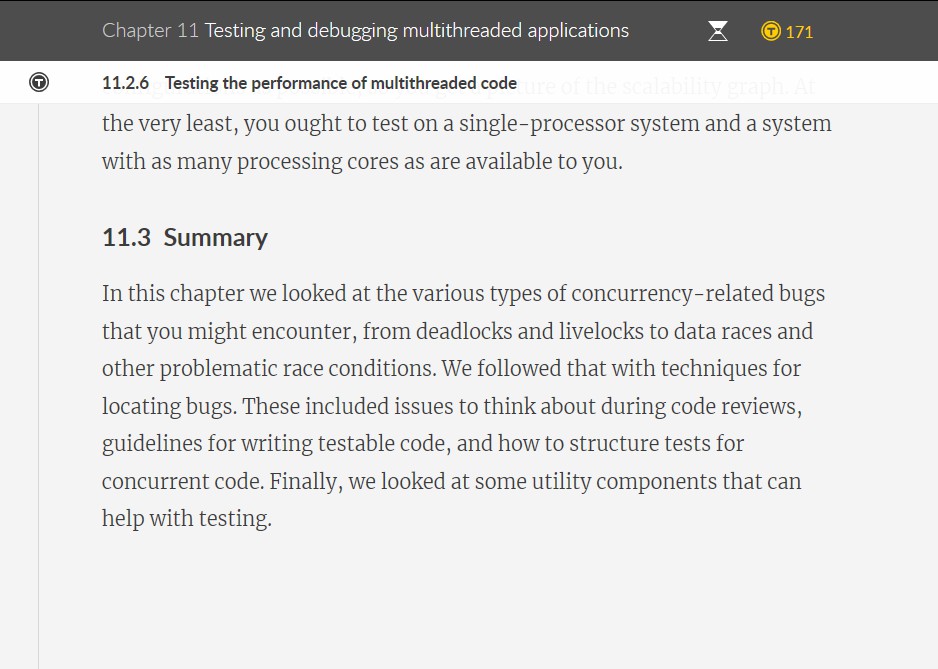 Chapter 11 Testing and debugging multithreaded applications
T 171
T 11.2.6 Testing the performance of multithreaded code
ture of the scalability graph. At
the very least, you ought to test on a single-processor system and a system
with as many processing cores as are available to you.
11.3 Summary
In this chapter we looked at the various types of concurrency-related bugs
that you might encounter, from deadlocks and livelocks to data races and
other problematic race conditions. We followed that with techniques for
locating bugs. These included issues to think about during code reviews,
guidelines for writing testable code, and how to structure tests for
concurrent code. Finally, we looked at some utility components that can
help with testing.